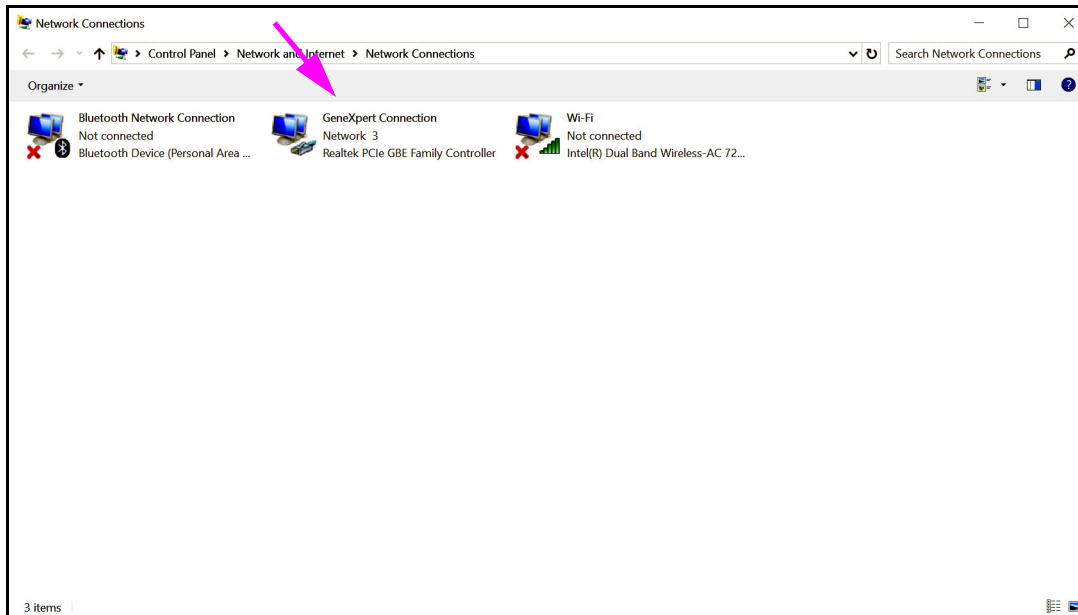 Network Connections
Control Panel > Network and Internet > Network Connections
Search Network Connections
Organize
Bluetooth Network Connection
Not connected
Bluetooth Device (Personal Area ...
GeneXpert Connection
Network 3
Realtek PCIe GBE Family Controller
Wi-Fi
Not connected
Intel(R) Dual Band Wireless-AC 72...
3 items